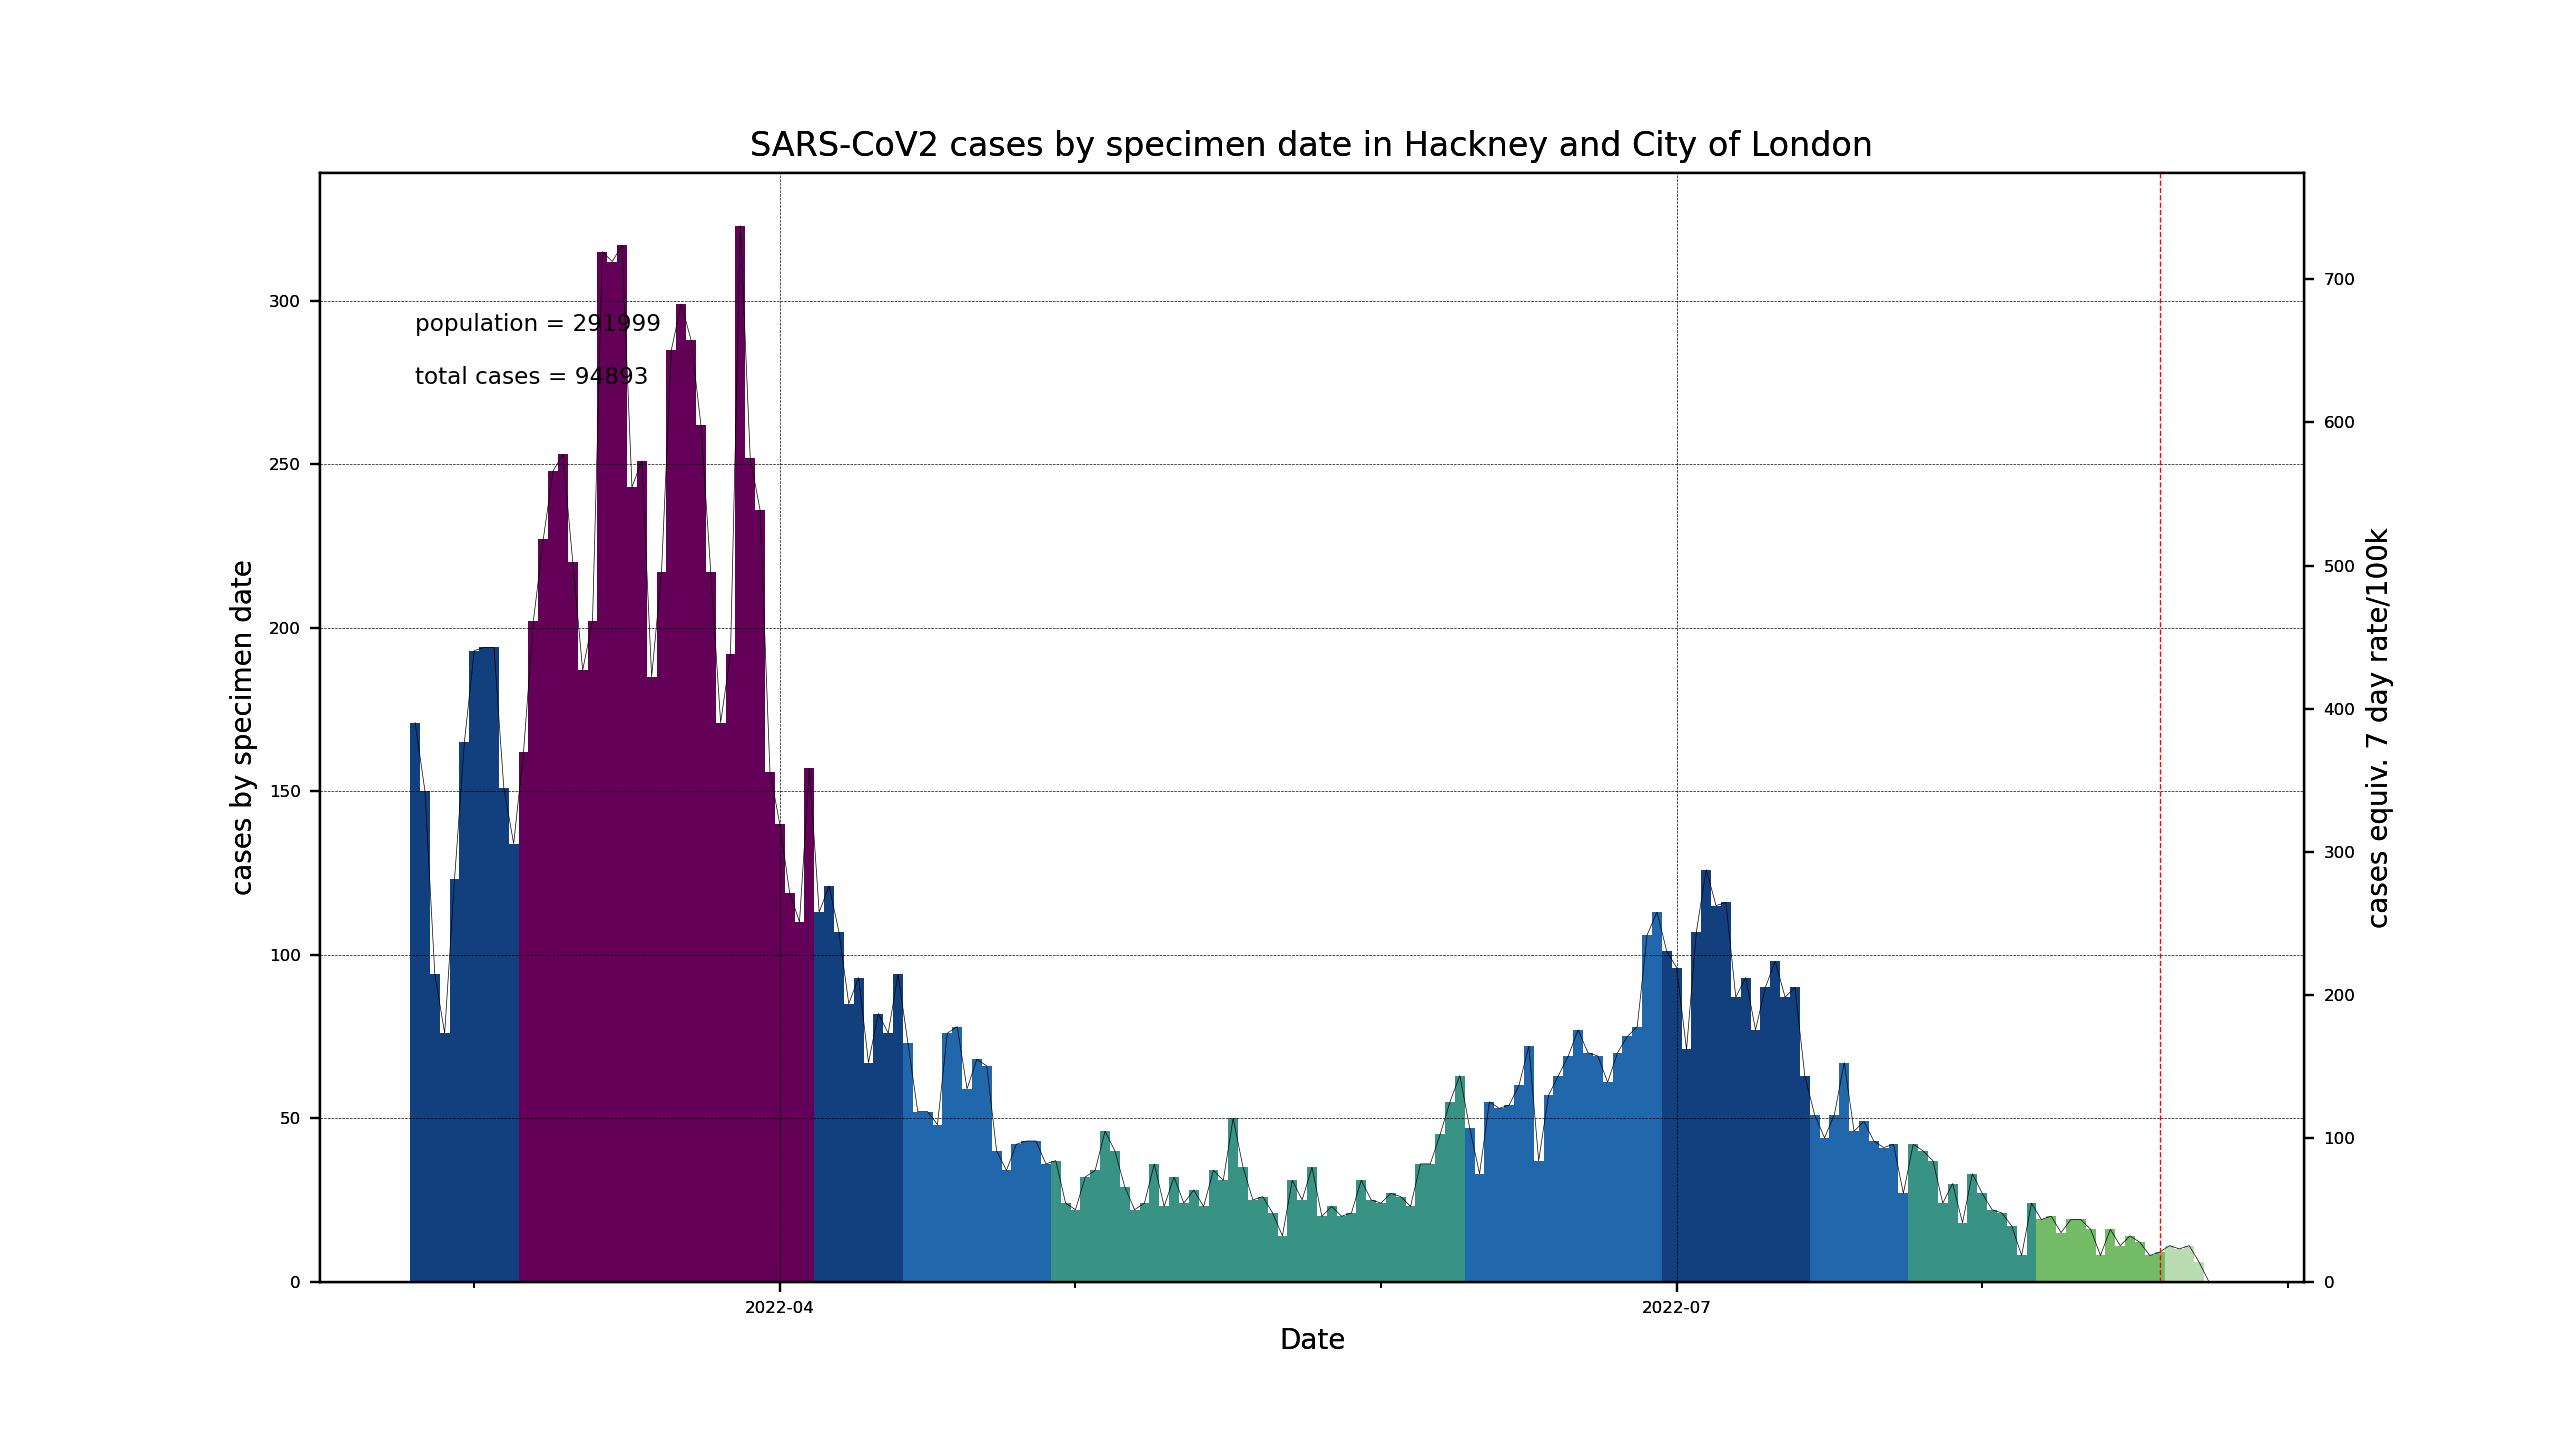 SARS-CoV2 cases by specimen date in Hackney and City of London
population = 291999
total cases = 94893
cases by specimen date
300
250
200
150
100
50
0
700
600
500
400
300
200
100
0
cases equiv. 7 day rate/100k
2022-04
2022-07
Date